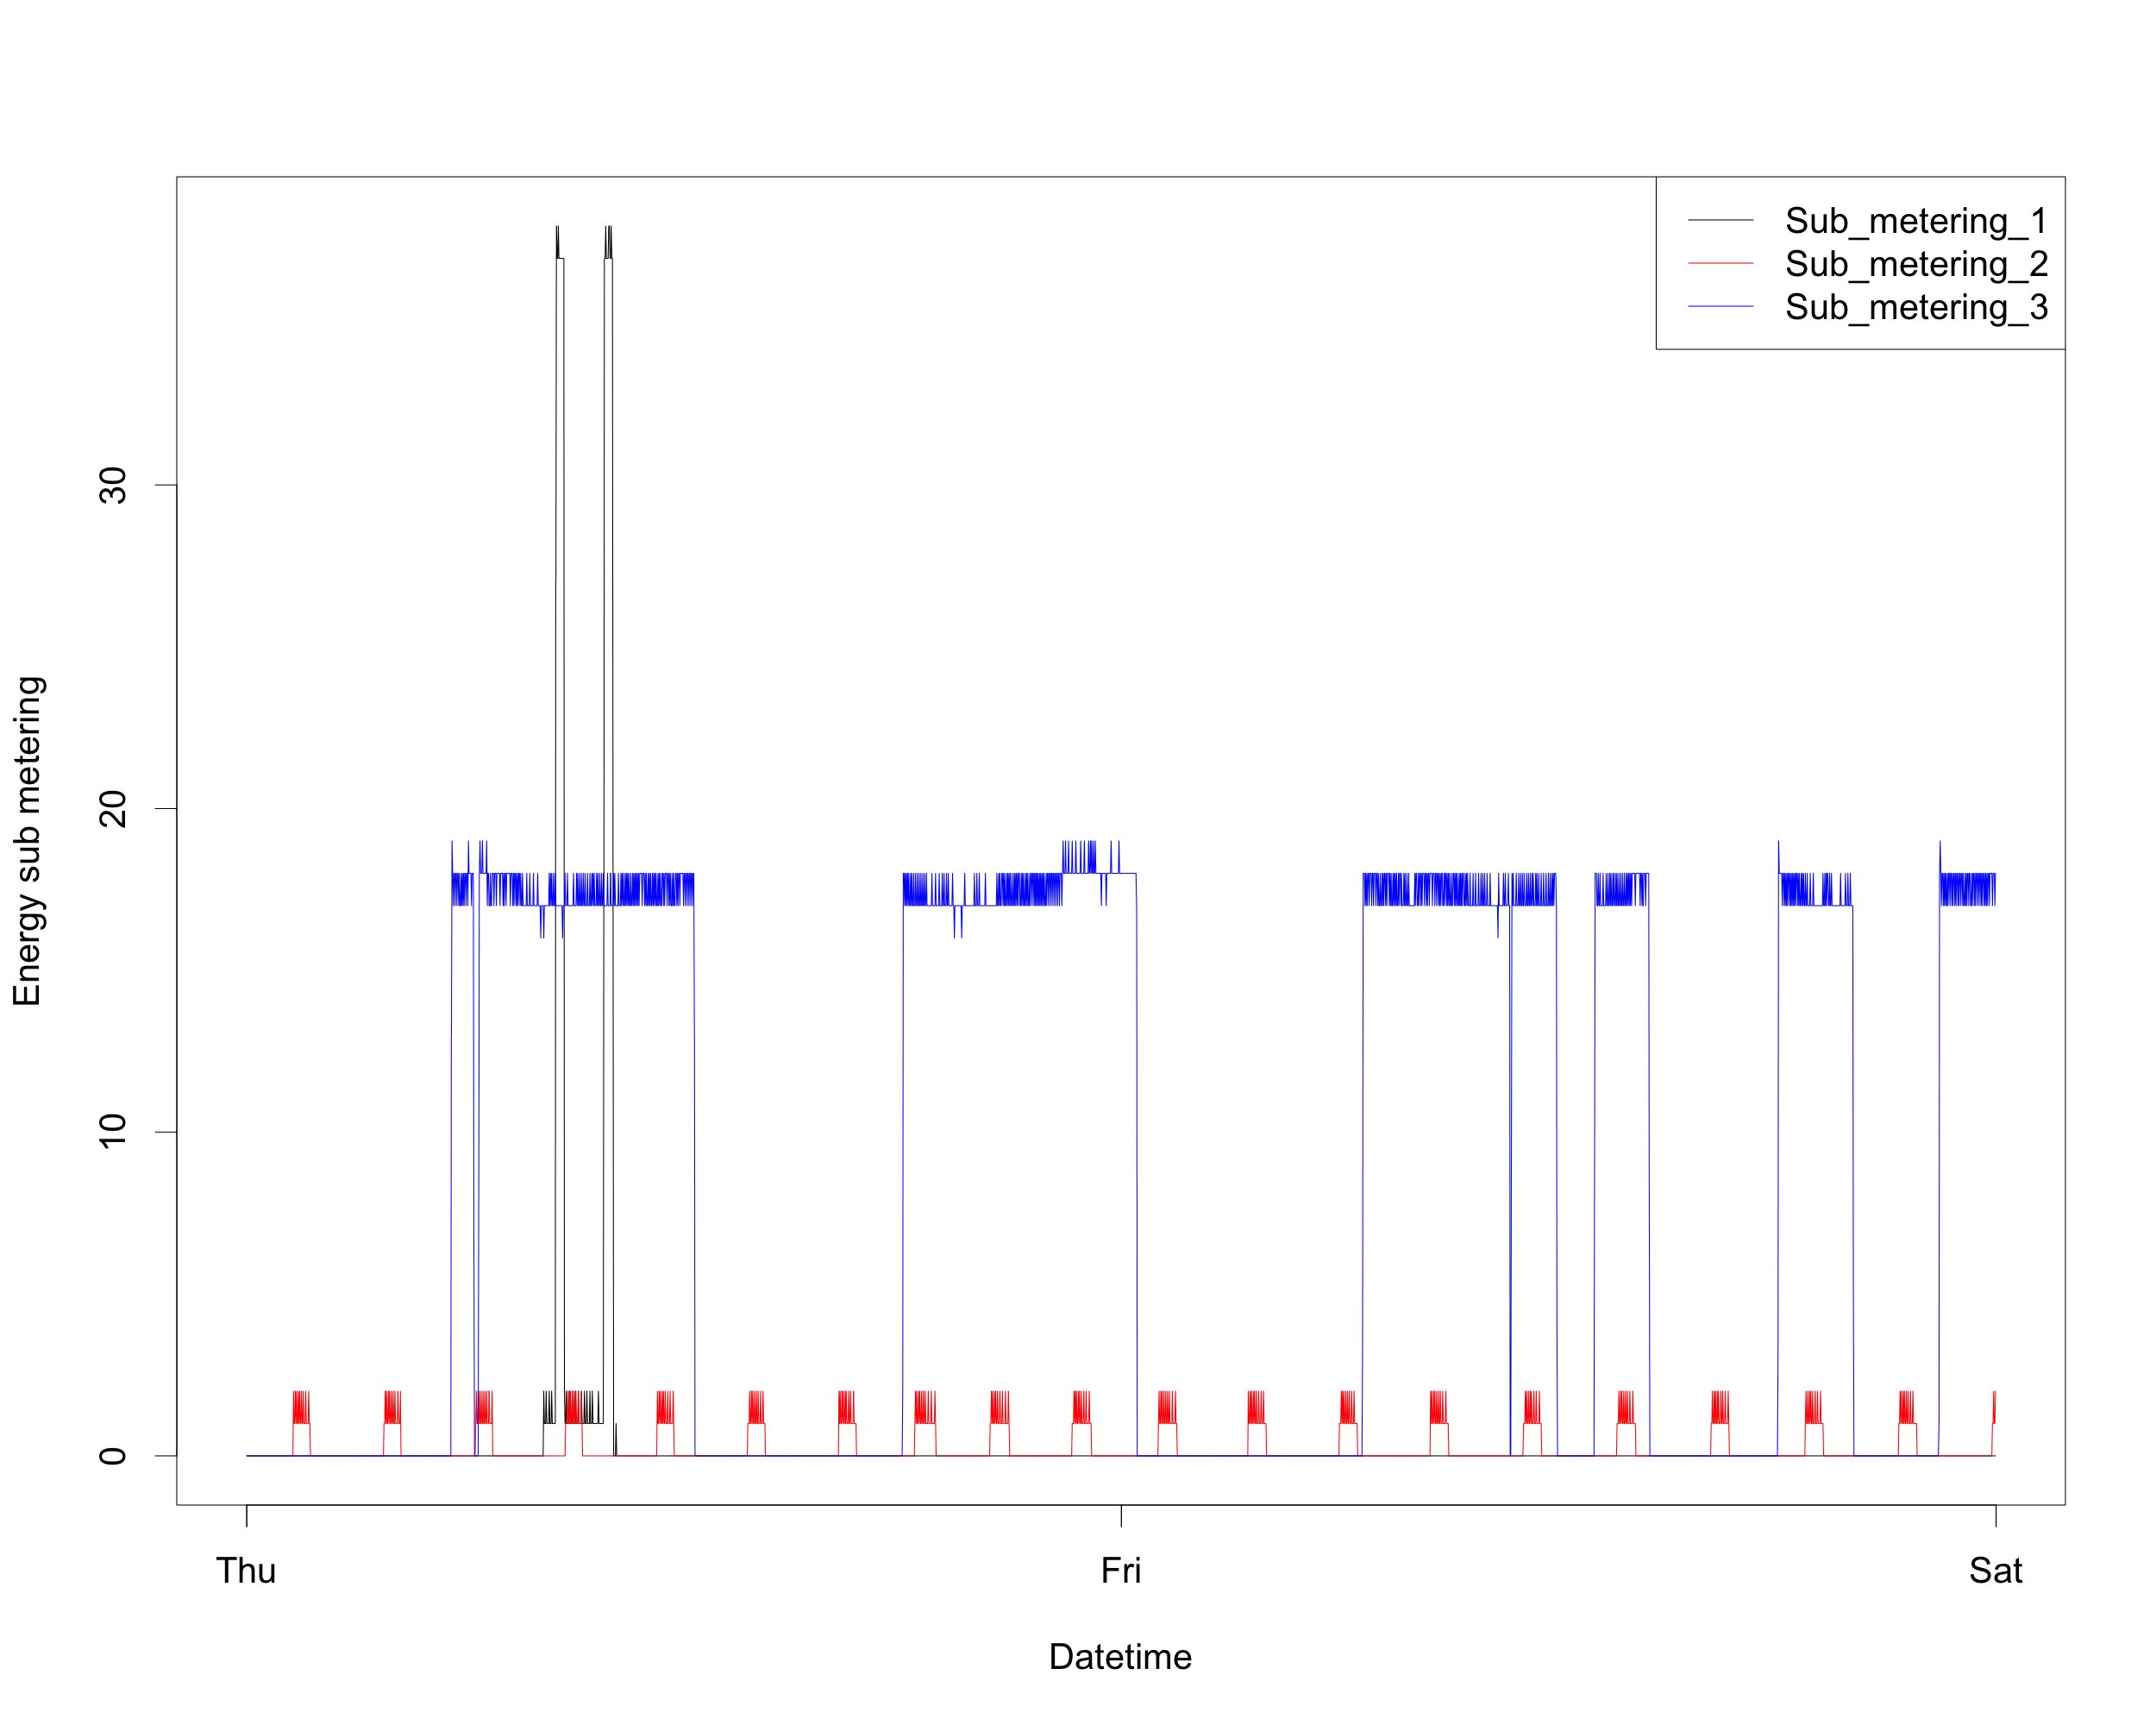 Sub_metering_1
Sub_metering_2
Sub_metering_3
30
20
10
0
Energy sub metering
Thu
Fri
Sat
Datetime